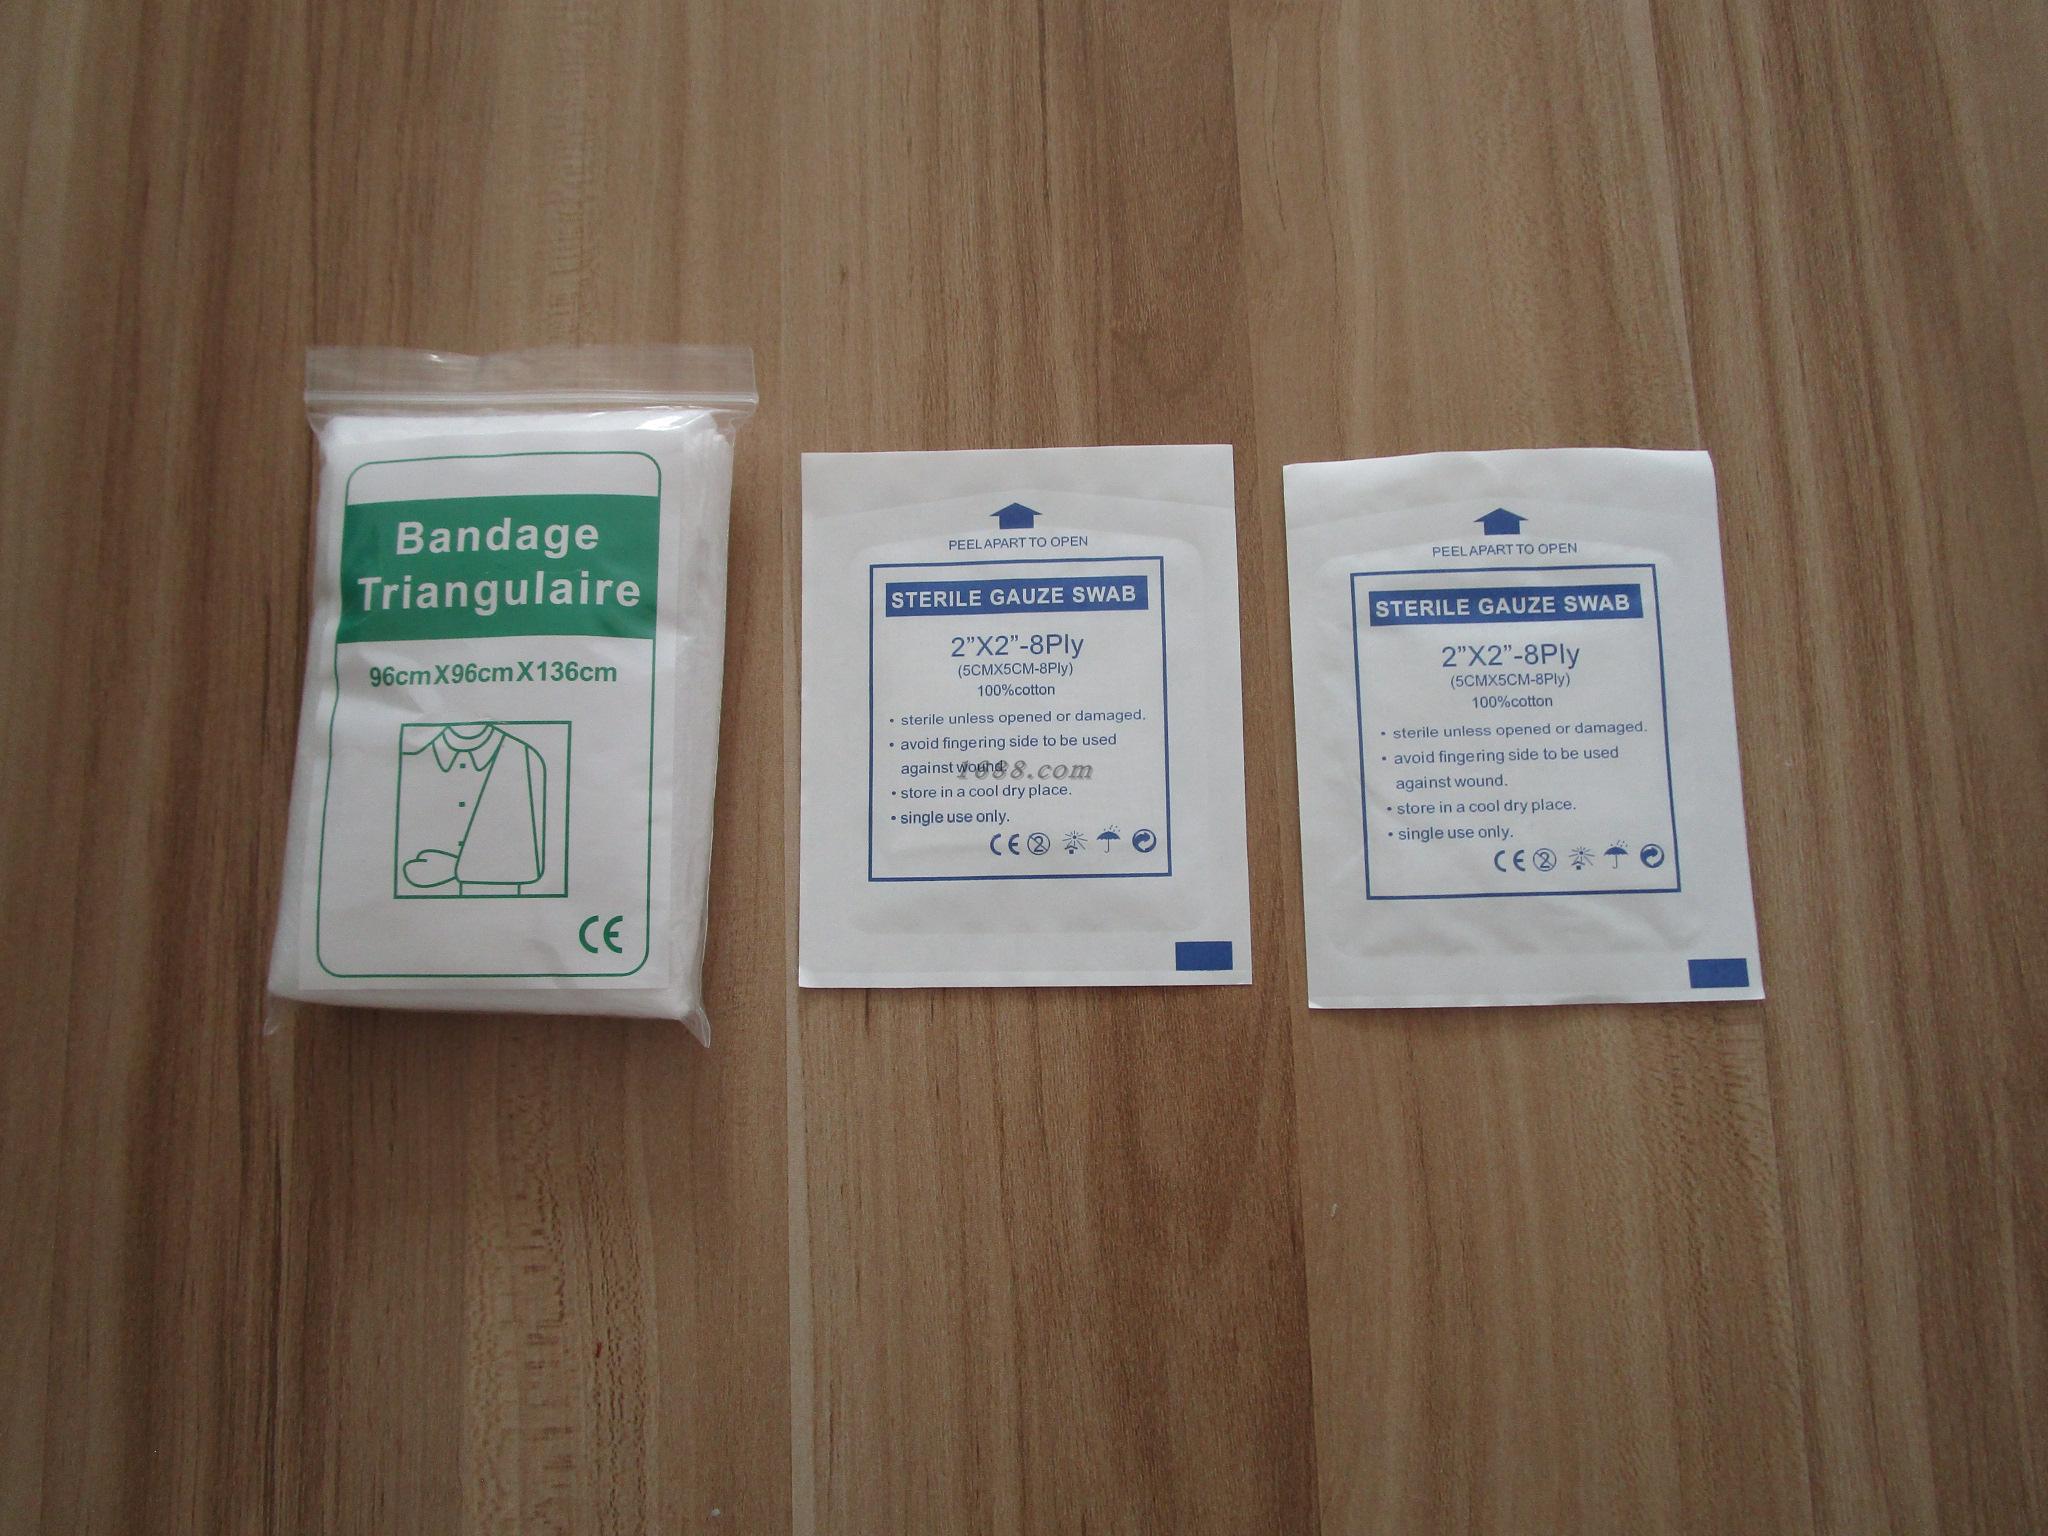 Bandage
Triangulaire
96cmX96cmX136cm
CE
PEEL APART TO OPEN
STERILE GAUZE SWAB
2”X2”-8Ply
(5CMX5CM-8Ply)
100%cotton
• sterile unless opened or damaged.
• avoid fingering side to be used
against wound.
1688.com
• store in a cool dry place.
• single use only.
CE 2
PEEL APART TO OPEN
STERILE GAUZE SWAB
2”X2”-8Ply
(5CMX5CM-8Ply)
100%cotton
• sterile unless opened or damaged.
• avoid fingering side to be used
against wound.
• store in a cool dry place.
• single use only.
CE 2